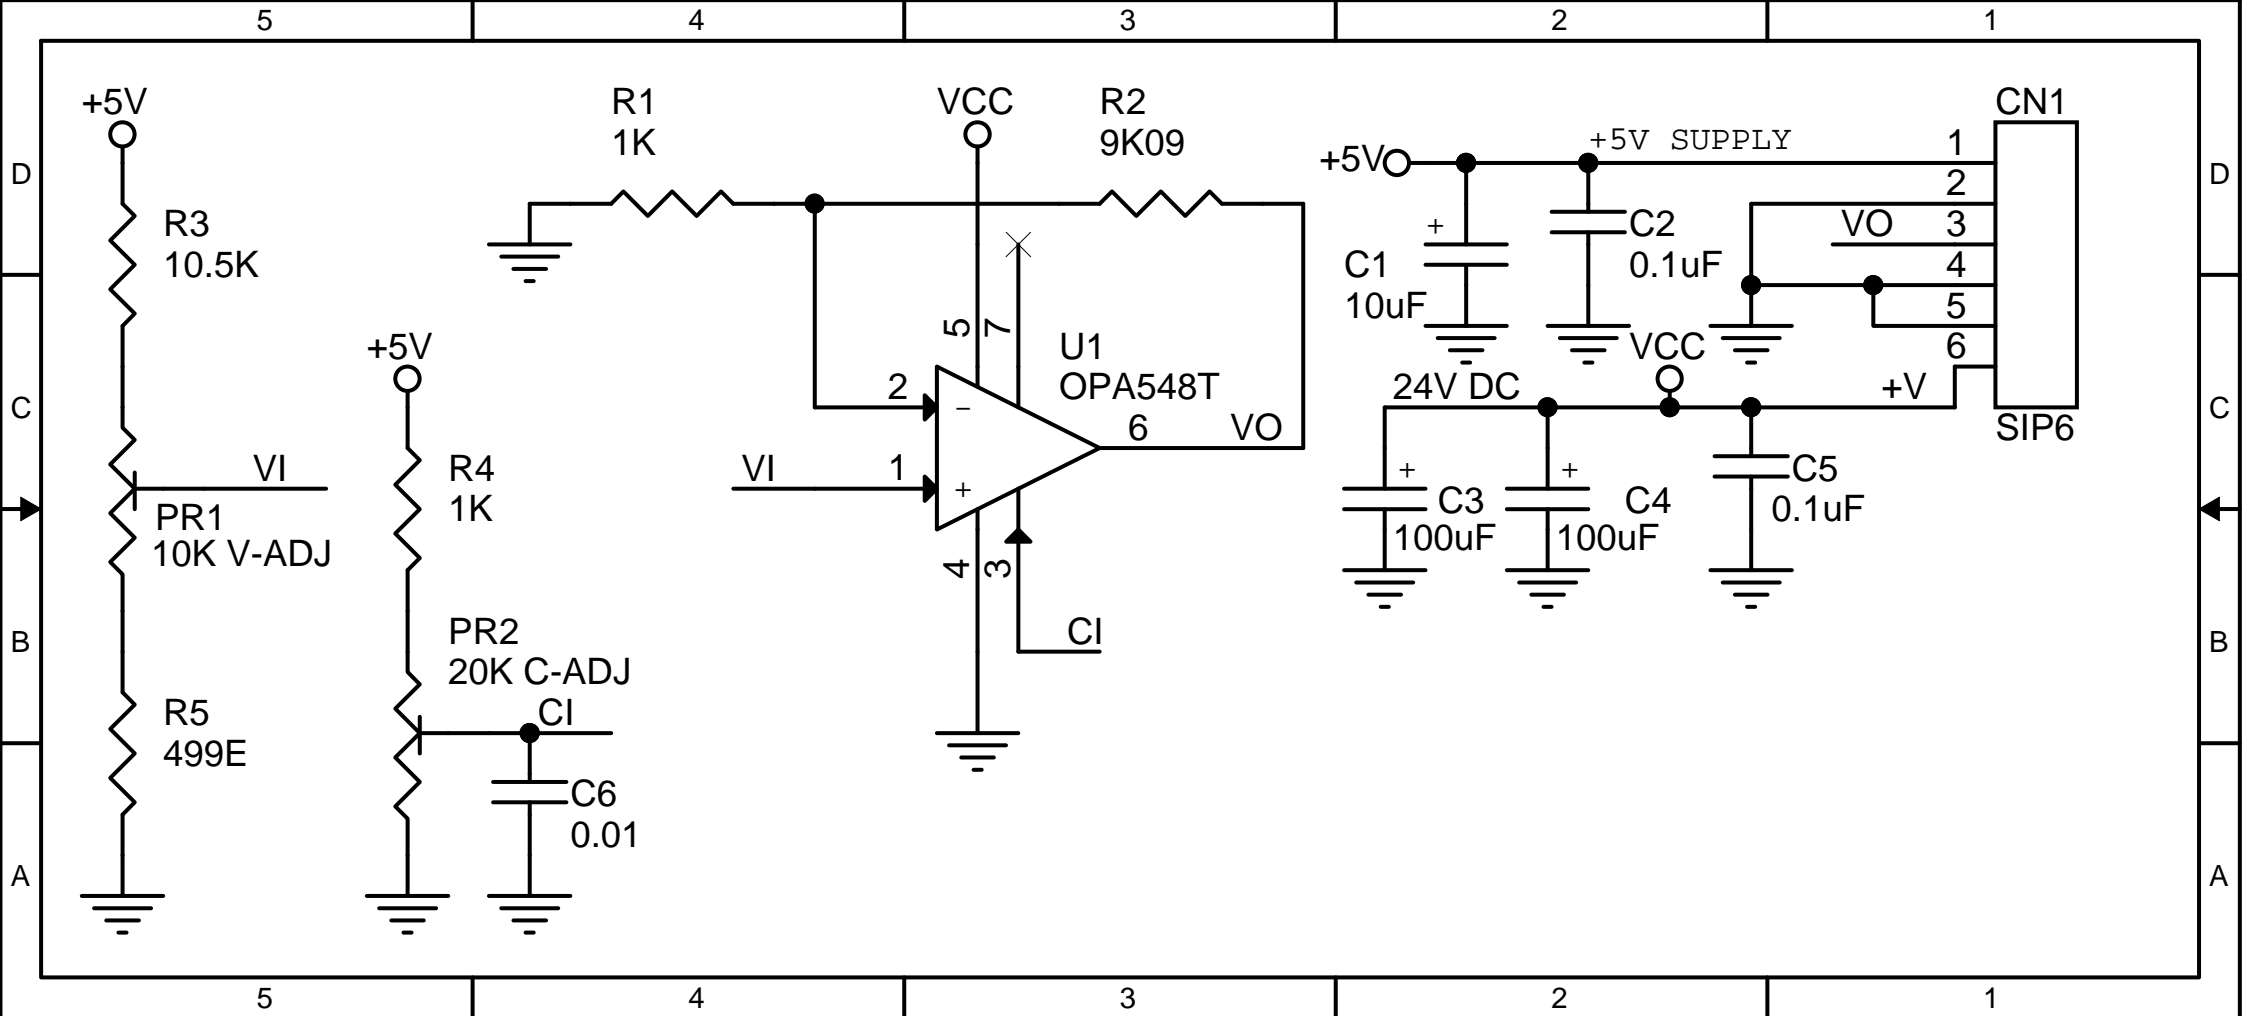 5 4 3 2 1
D
C
B
A
+5V
R3
10.5K
VI
PR1
10K V-ADJ
R5
499E
+5V
R4
1K
PR2
20K C-ADJ
CI
C6
0.01
R1
1K
VCC
R2
9K09
5
7
U1
OPA548T
2
−
6
VO
VI
1
+
4
3
CI
+5V
+5V SUPPLY
+
C1
10uF
C2
0.1uF
CN1
1
2
VO
3
4
5
6
VCC
24V DC
+V
SIP6
+
C3
100uF
+
C4
100uF
C5
0.1uF
D
C
B
A
5 4 3 2 1